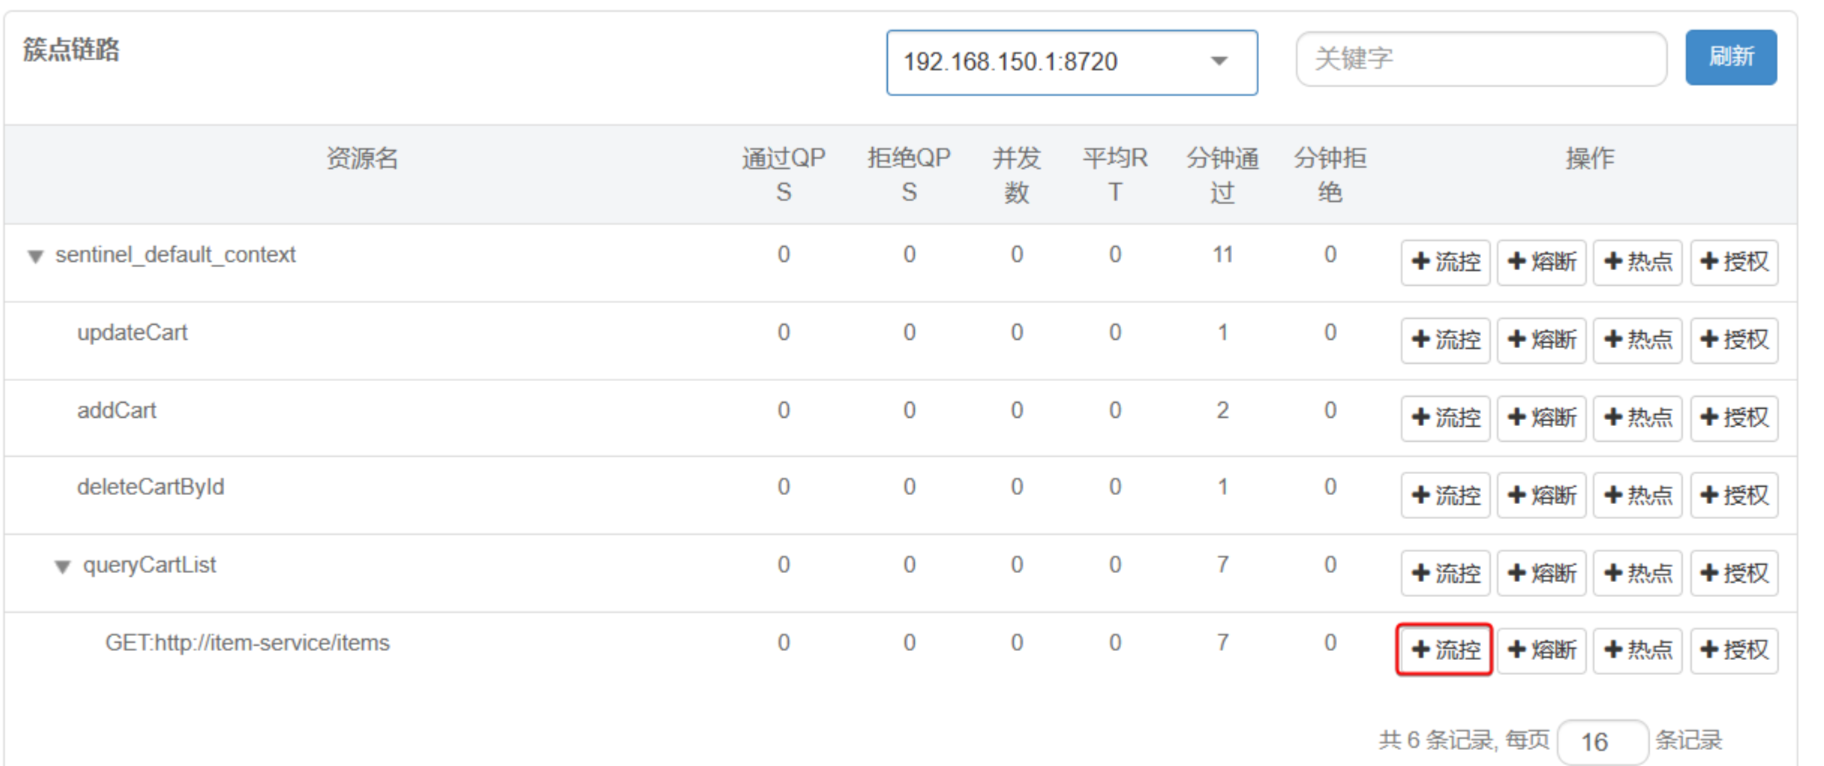 簇点链路
192.168.150.1:8720
关键字
刷新
资源名 通过QP 拒绝QP 并发 平均R 分钟通 分钟拒 操作
S S 数 T 过 绝
sentinel_default_context 0 0 0 0 11 0 流控 熔断 热点 授权
updateCart 0 0 0 0 1 0 流控 熔断 热点 授权
addCart 0 0 0 0 2 0 流控 熔断 热点 授权
deleteCartById 0 0 0 0 1 0 流控 熔断 热点 授权
queryCartList 0 0 0 0 7 0 流控 熔断 热点 授权
GET:http://item-service/items 0 0 0 0 7 0 流控 熔断 热点 授权
共 6 条记录, 每页 16 条记录